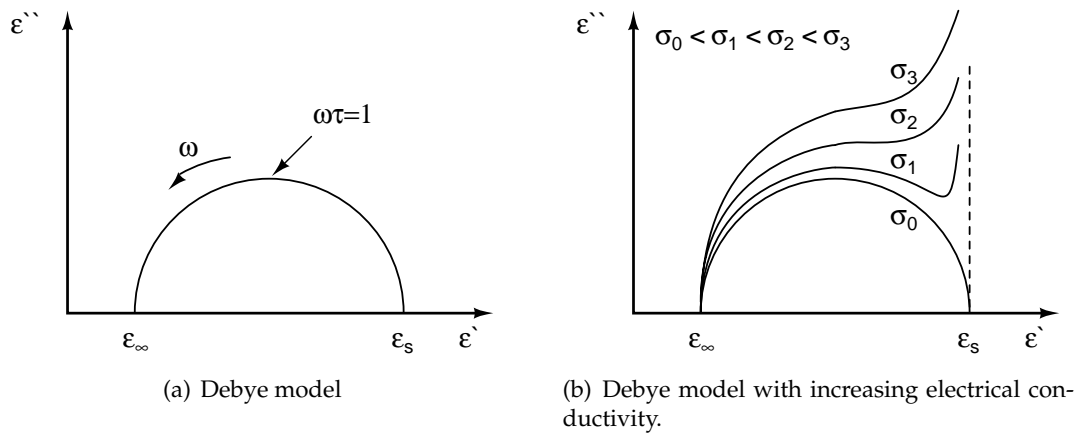 ε``
ωτ=1
ω
ε∞
εs
ε`
(a) Debye model
ε``
σ0 < σ1 < σ2 < σ3
σ3
σ2
σ1
σ0
ε∞
εs
ε`
(b) Debye model with increasing electrical con-
ductivity.